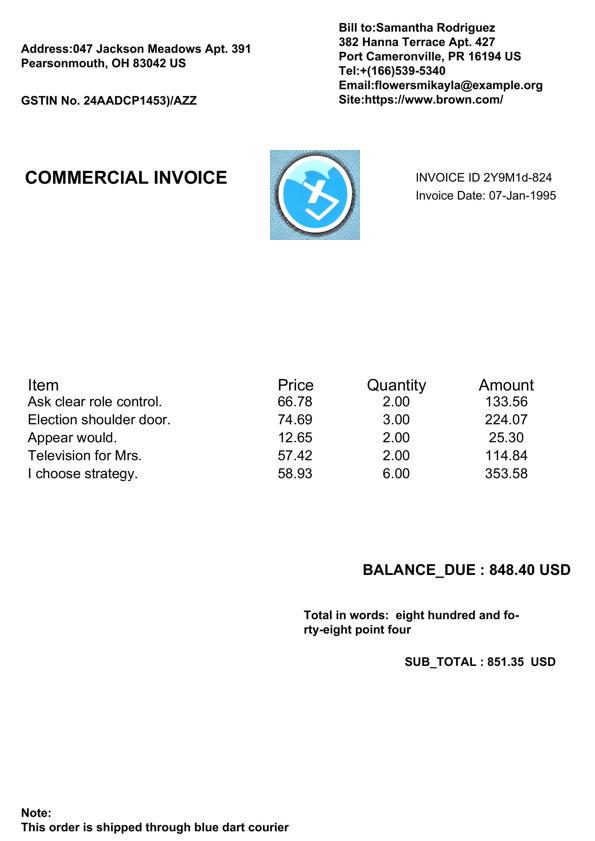 Address:047 Jackson Meadows Apt. 391
Pearsonmouth, OH 83042 US
GSTIN No. 24AADCP1453)/AZZ
Bill to:Samantha Rodriguez
382 Hanna Terrace Apt. 427
Port Cameronville, PR 16194 US
Tel:+(166)539-5340
Email:flowersmikayla@example.org
Site:https://www.brown.com/
COMMERCIAL INVOICE
INVOICE ID 2Y9M1d-824
Invoice Date: 07-Jan-1995
Item Price Quantity Amount
Ask clear role control. 66.78 2.00 133.56
Election shoulder door. 74.69 3.00 224.07
Appear would. 12.65 2.00 25.30
Television for Mrs. 57.42 2.00 114.84
I choose strategy. 58.93 6.00 353.58
BALANCE_DUE : 848.40 USD
Total in words: eight hundred and fo-
rty-eight point four
SUB_TOTAL : 851.35 USD
Note:
This order is shipped through blue dart courier